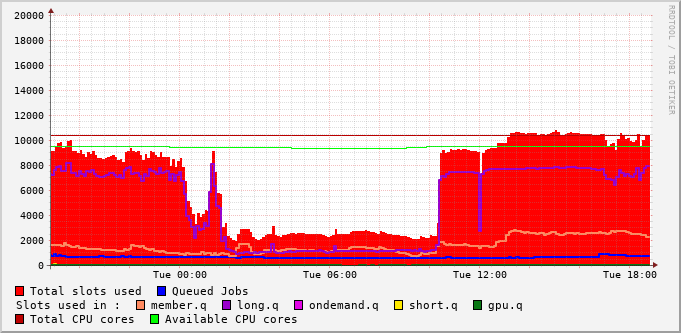 20000
18000
16000
14000
12000
10000
8000
6000
4000
2000
0
Tue 00:00 Tue 06:00 Tue 12:00 Tue 18:00
RRDTOOL / TOBI OETIKER
Total slots used Queued Jobs
Slots used in : member.q long.q ondemand.q short.q gpu.q
Total CPU cores Available CPU cores